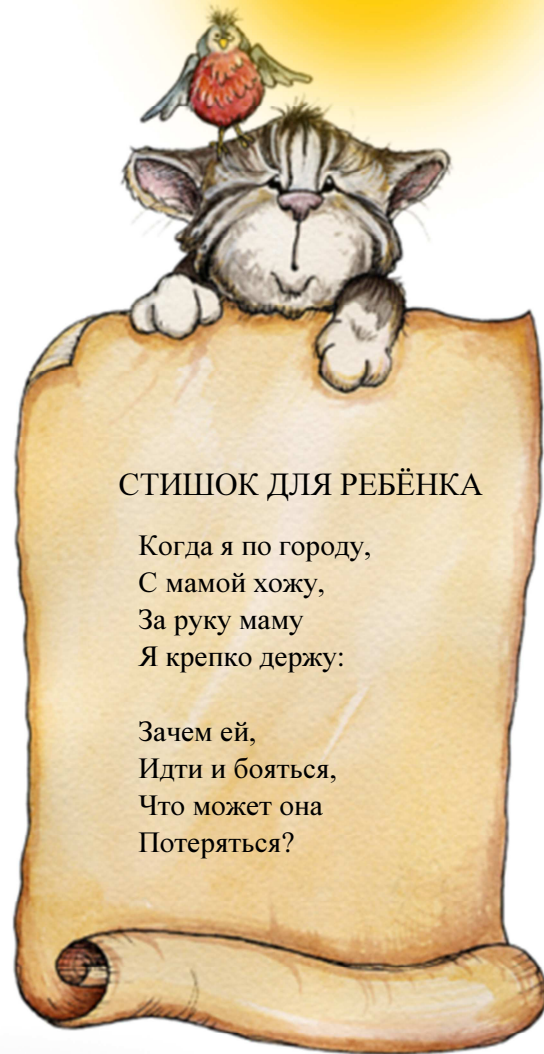 СТИШОК ДЛЯ РЕБЁНКА
Когда я по городу,
С мамой хожу,
За руку маму
Я крепко держу:
Зачем ей,
Идти и бояться,
Что может она
Потеряться?